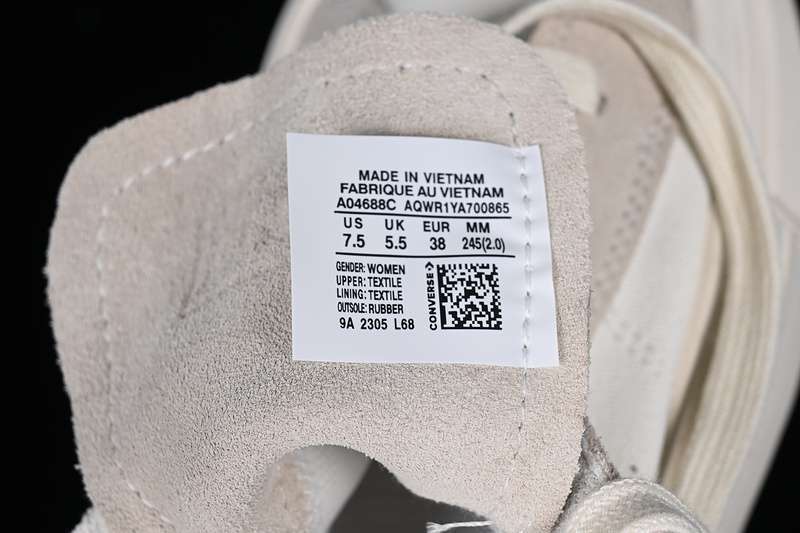 MADE IN VIETNAM
FABRIQUE AU VIETNAM
A04688C AQWR1YA700865
US UK EUR MM
7.5 5.5 38 245(2.0)
GENDER: WOMEN
UPPER: TEXTILE
LINING: TEXTILE
OUTSOLE: RUBBER
9A 2305 L68
CONVERSE